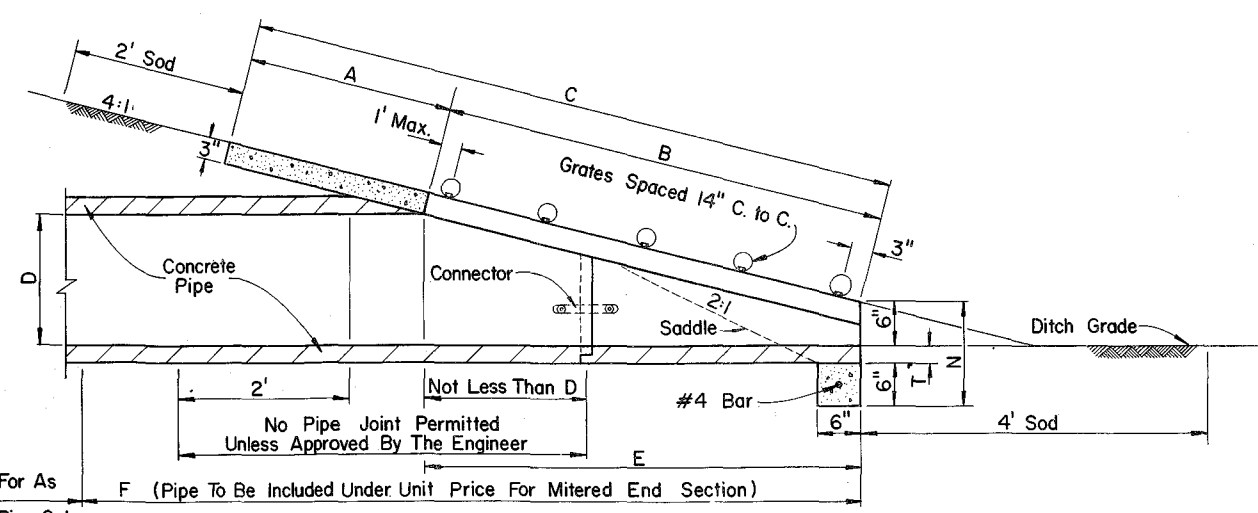 2' Sod
A
C
4:1
1' Max.
B
3"
Grates Spaced 14" C. to C.
D
Concrete
Pipe
Connector
3"
2:1
Saddle
6"
N
Ditch Grade
2'
Not Less Than D
#4 Bar
6"
T
6"
4' Sod
No Pipe Joint Permitted
Unless Approved By The Engineer
E
For As
F (Pipe To Be Included Under Unit Price For Mitered End Section)